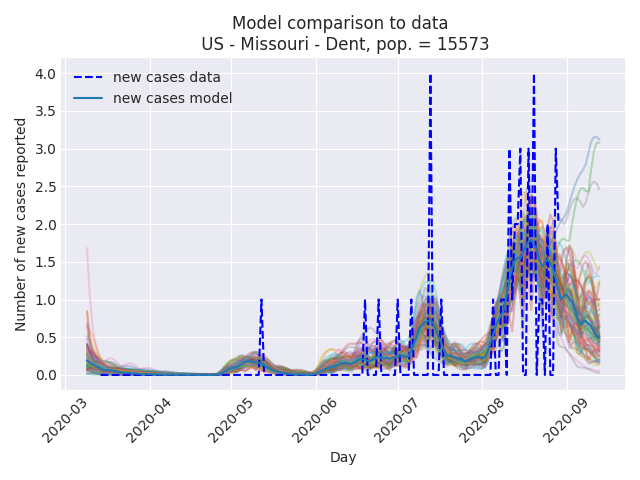 Model comparison to data
US - Missouri - Dent, pop. = 15573
new cases data
new cases model
Number of new cases reported
4.0
3.5
3.0
2.5
2.0
1.5
1.0
0.5
0.0
2020-03
2020-04
2020-05
2020-06
2020-07
2020-08
2020-09
Day